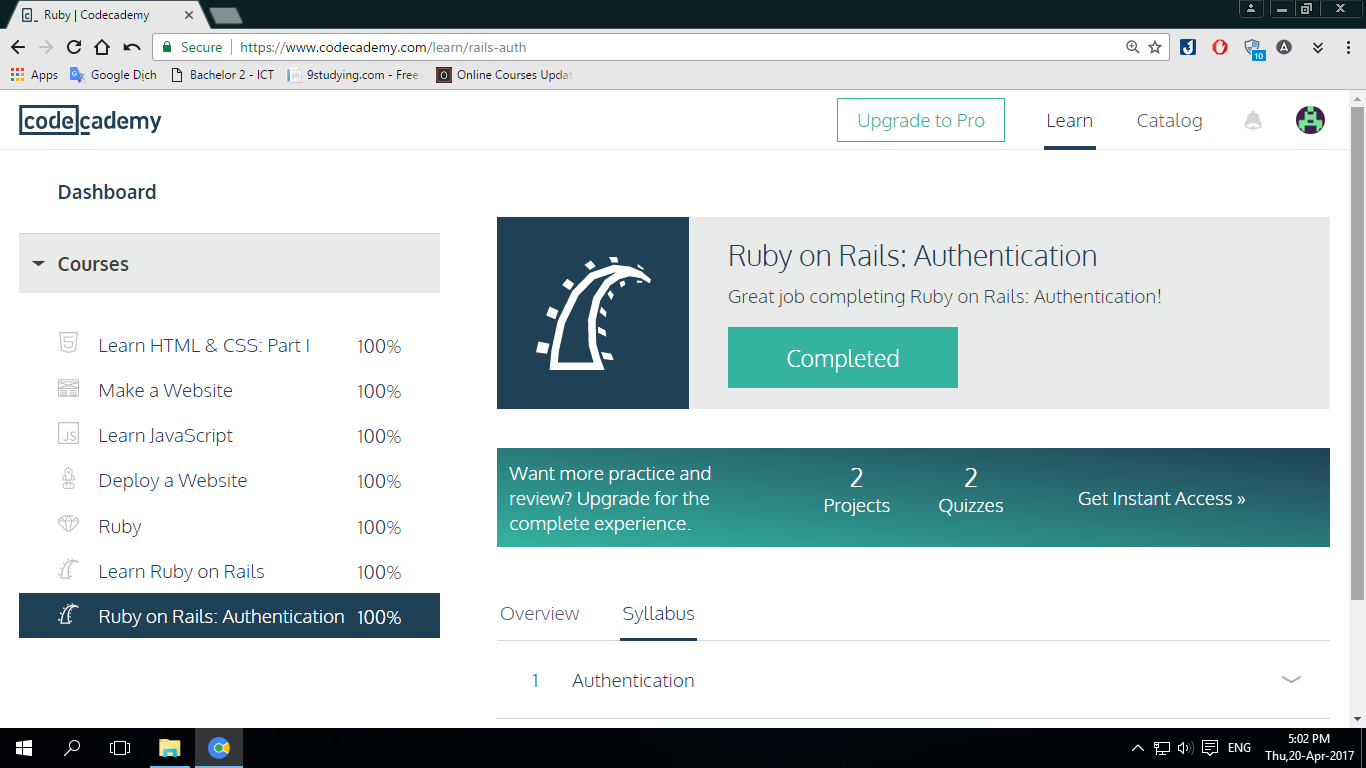 Ruby | Codecademy
Secure https://www.codecademy.com/learn/rails-auth
10
Apps Google Dịch Bachelor 2 - ICT 9studying.com - Free Online Courses Updat
codecademy
Upgrade to Pro Learn Catalog
Dashboard
Courses
Learn HTML & CSS: Part I 100%
Make a Website 100%
Learn JavaScript 100%
Deploy a Website 100%
Ruby 100%
Learn Ruby on Rails 100%
Ruby on Rails: Authentication 100%
Ruby on Rails: Authentication
Great job completing Ruby on Rails: Authentication!
Completed
Want more practice and
review? Upgrade for the
complete experience.
2 Projects
2 Quizzes
Get Instant Access »
Overview Syllabus
1 Authentication
ENG
5:02 PM
Thu,20-Apr-2017